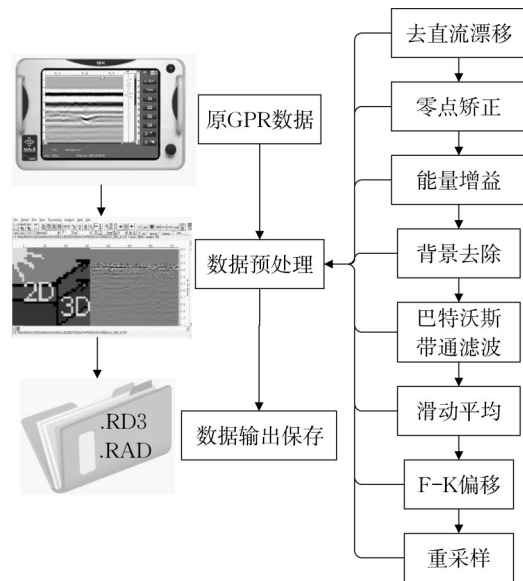 原GPR数据
数据预处理
数据输出保存
2D
3D
.RD3
.RAD
去直流漂移
零点矫正
能量增益
背景去除
巴特沃斯
带通滤波
滑动平均
F-K偏移
重采样